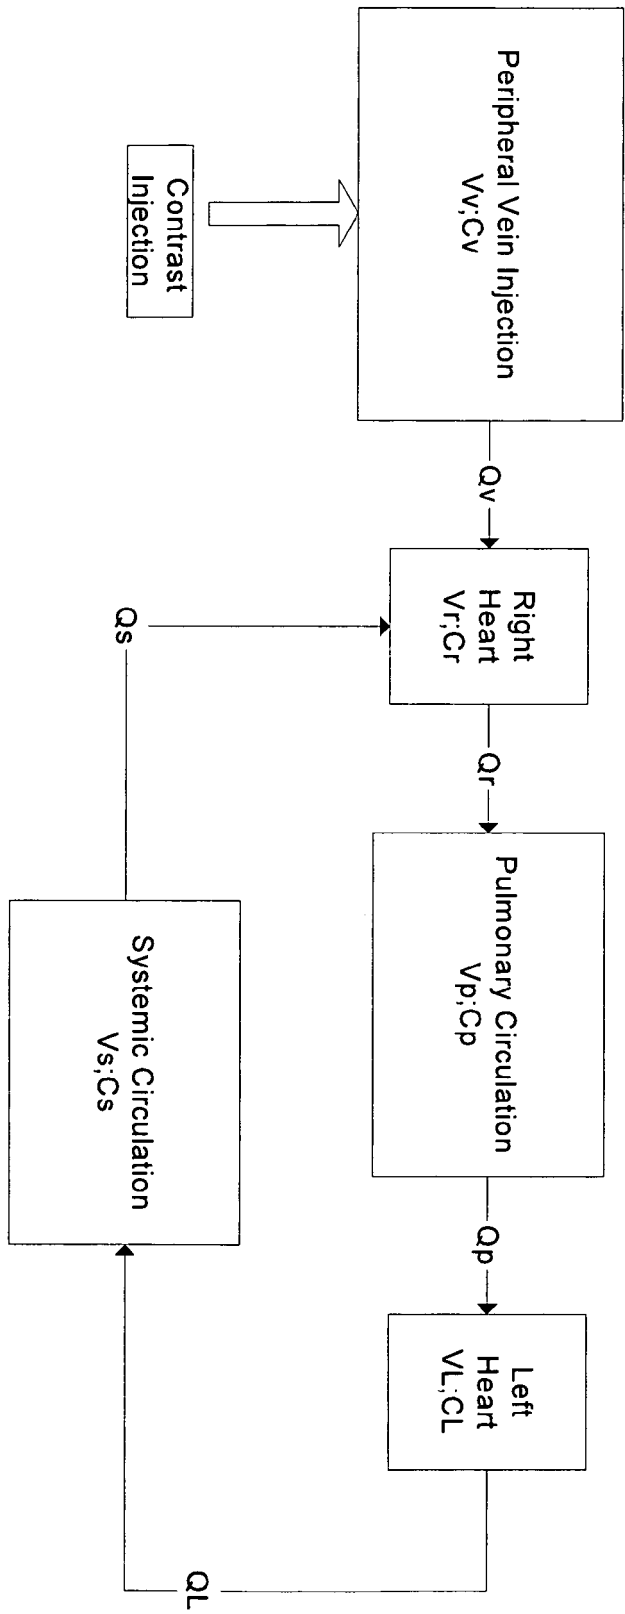 Peripheral Vein Injection
Vv;Cv
Contrast
Injection
Qv
Right
Heart
Vr;Cr
Qr
Pulmonary Circulation
Vp;Cp
Qp
Left
Heart
VL;CL
QL
Systemic Circulation
Vs;Cs
Qs